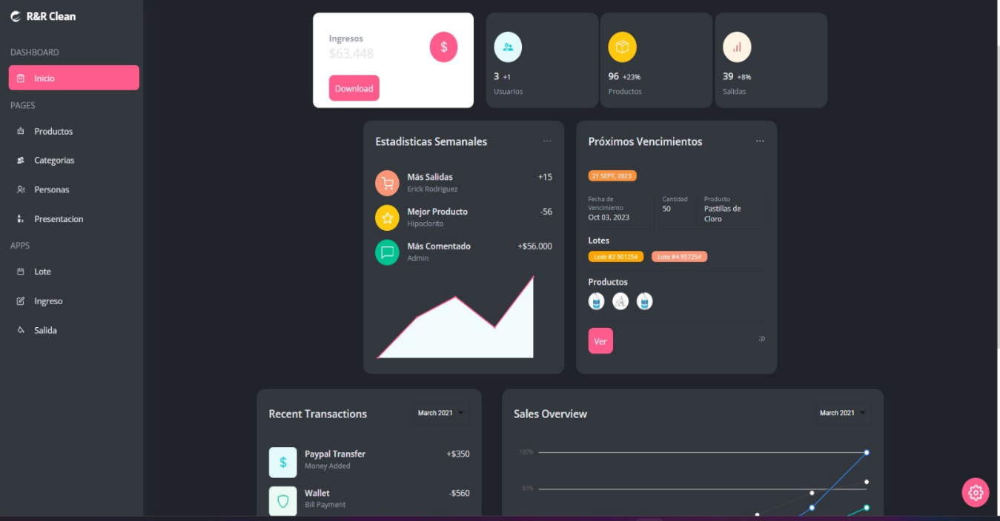 R&R Clean
DASHBOARD
Inicio
PAGES
Productos
Categorias
Personas
Presentacion
APPS
Lote
Ingreso
Salida
Ingresos
$63.448
Download
3 +1
Usuarios
96 +23%
Productos
39 +8%
Salidas
Estadisticas Semanales
...
Más Salidas +15
Erick Rodriguez
Mejor Producto -56
Hipoclorito
Más Comentado +$56.000
Admin
Próximos Vencimientos
...
21 SEPT, 2023
Fecha de
Vencimiento
Oct 03, 2023
Cantidad
50
Producto
Pastillas de
Cloro
Lotes
Lote #2 901254 Lote #4 957254
Productos
Ver
;p
Recent Transactions March 2021
Paypal Transfer +$350
Money Added
Wallet -$560
Bill Payment
Sales Overview March 2021
100%
80%